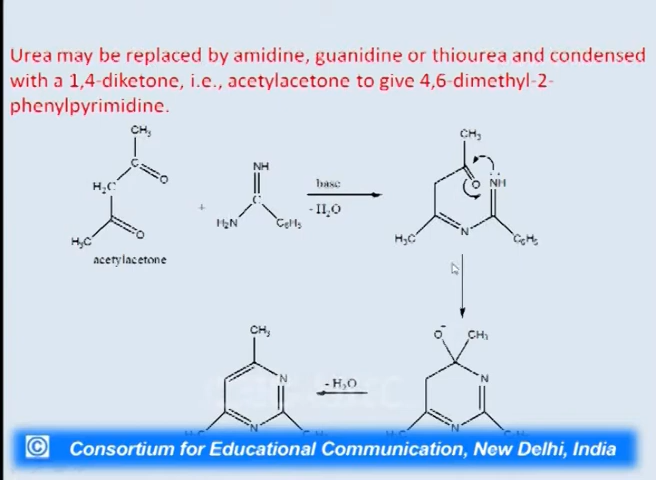 Urea may be replaced by amidine, guanidine or thiourea and condensed
with a 1,4-diketone, i.e., acetylacetone to give 4,6-dimethyl-2-
phenylpyrimidine.
CH₃
CH₃
C
O
NH
H₂C
base
O
NH
+
C
- H₂O
H₂N
C₆H₅
H₃C
O
H₃C
N
C₆H₅
acetylacetone
CH₃
O⁻
CH₃
N
- H₂O
N
N
N
© Consortium for Educational Communication, New Delhi, India